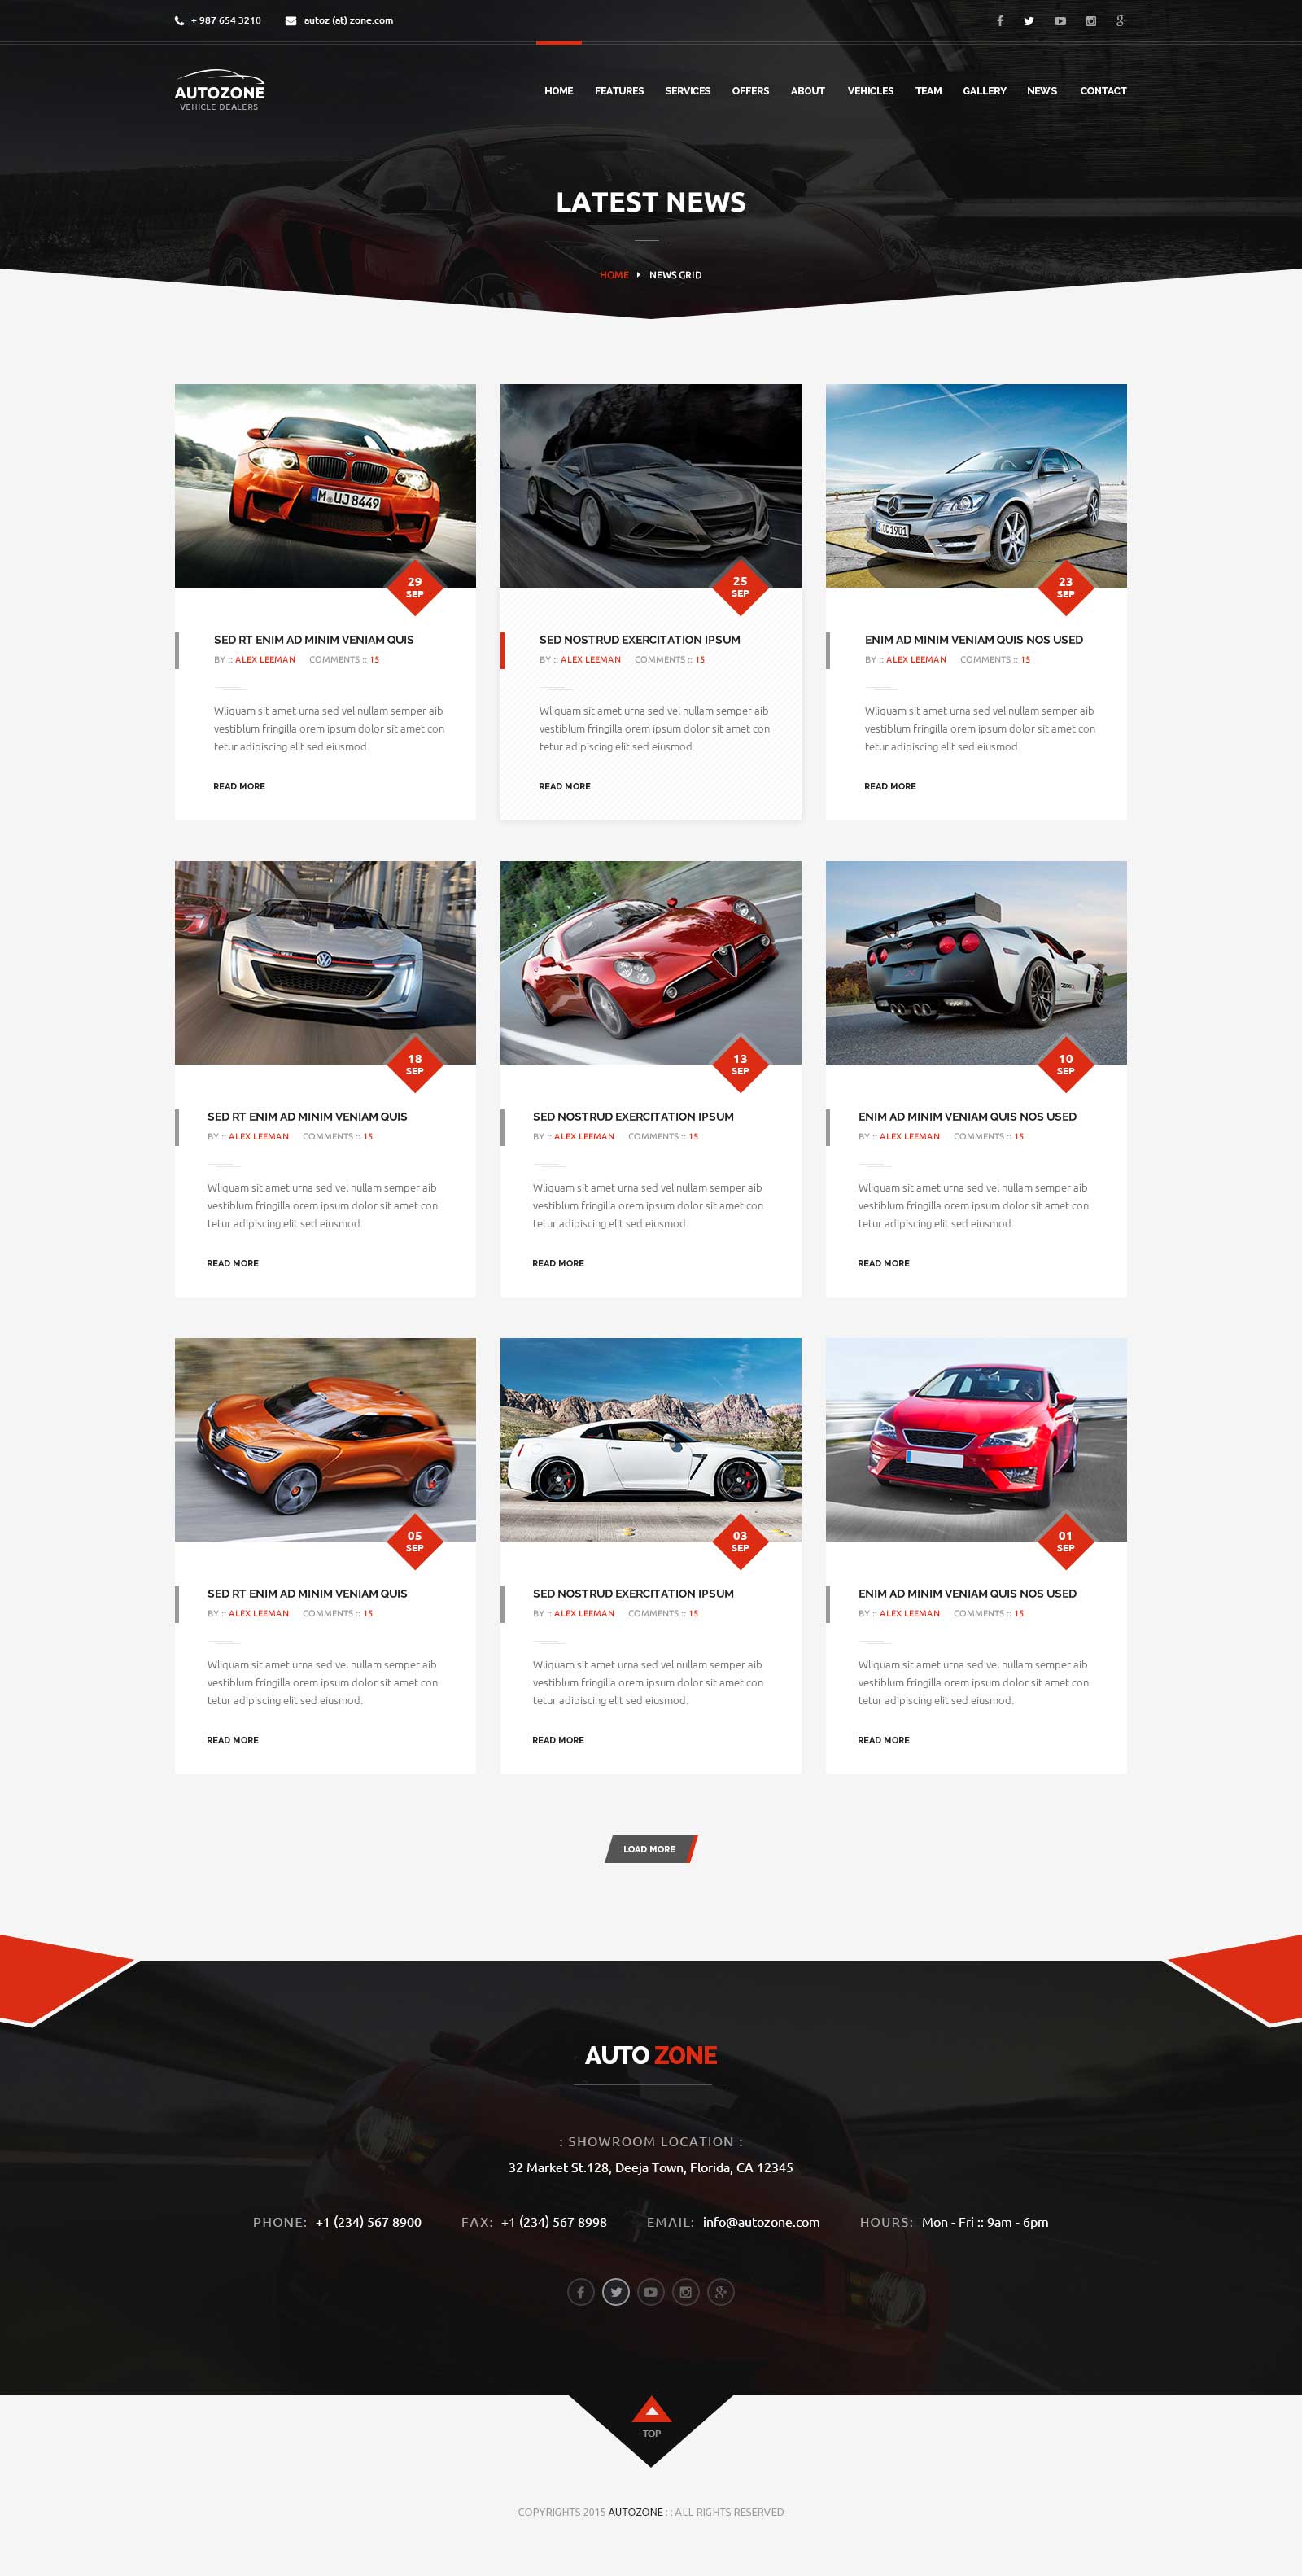 + 987 654 3210 autoz (at) zone.com
AUTOZONE
VEHICLE DEALERS
HOME FEATURES SERVICES OFFERS ABOUT VEHICLES TEAM GALLERY NEWS CONTACT
LATEST NEWS
HOME NEWS GRID
M UJ 8449
29
SEP
SED RT ENIM AD MINIM VENIAM QUIS
BY :: ALEX LEEMAN COMMENTS :: 15
Wliquam sit amet urna sed vel nullam semper aib
vestiblum fringilla orem ipsum dolor sit amet con
tetur adipiscing elit sed eiusmod.
READ MORE
25
SEP
SED NOSTRUD EXERCITATION IPSUM
BY :: ALEX LEEMAN COMMENTS :: 15
Wliquam sit amet urna sed vel nullam semper aib
vestiblum fringilla orem ipsum dolor sit amet con
tetur adipiscing elit sed eiusmod.
READ MORE
23
SEP
ENIM AD MINIM VENIAM QUIS NOS USED
BY :: ALEX LEEMAN COMMENTS :: 15
Wliquam sit amet urna sed vel nullam semper aib
vestiblum fringilla orem ipsum dolor sit amet con
tetur adipiscing elit sed eiusmod.
READ MORE
18
SEP
SED RT ENIM AD MINIM VENIAM QUIS
BY :: ALEX LEEMAN COMMENTS :: 15
Wliquam sit amet urna sed vel nullam semper aib
vestiblum fringilla orem ipsum dolor sit amet con
tetur adipiscing elit sed eiusmod.
READ MORE
13
SEP
SED NOSTRUD EXERCITATION IPSUM
BY :: ALEX LEEMAN COMMENTS :: 15
Wliquam sit amet urna sed vel nullam semper aib
vestiblum fringilla orem ipsum dolor sit amet con
tetur adipiscing elit sed eiusmod.
READ MORE
10
SEP
ENIM AD MINIM VENIAM QUIS NOS USED
BY :: ALEX LEEMAN COMMENTS :: 15
Wliquam sit amet urna sed vel nullam semper aib
vestiblum fringilla orem ipsum dolor sit amet con
tetur adipiscing elit sed eiusmod.
READ MORE
05
SEP
SED RT ENIM AD MINIM VENIAM QUIS
BY :: ALEX LEEMAN COMMENTS :: 15
Wliquam sit amet urna sed vel nullam semper aib
vestiblum fringilla orem ipsum dolor sit amet con
tetur adipiscing elit sed eiusmod.
READ MORE
03
SEP
SED NOSTRUD EXERCITATION IPSUM
BY :: ALEX LEEMAN COMMENTS :: 15
Wliquam sit amet urna sed vel nullam semper aib
vestiblum fringilla orem ipsum dolor sit amet con
tetur adipiscing elit sed eiusmod.
READ MORE
01
SEP
ENIM AD MINIM VENIAM QUIS NOS USED
BY :: ALEX LEEMAN COMMENTS :: 15
Wliquam sit amet urna sed vel nullam semper aib
vestiblum fringilla orem ipsum dolor sit amet con
tetur adipiscing elit sed eiusmod.
READ MORE
LOAD MORE
AUTO ZONE
: SHOWROOM LOCATION :
32 Market St.128, Deeja Town, Florida, CA 12345
PHONE: +1 (234) 567 8900 FAX: +1 (234) 567 8998 EMAIL: info@autozone.com HOURS: Mon - Fri :: 9am - 6pm
TOP
COPYRIGHTS 2015 AUTOZONE : : ALL RIGHTS RESERVED